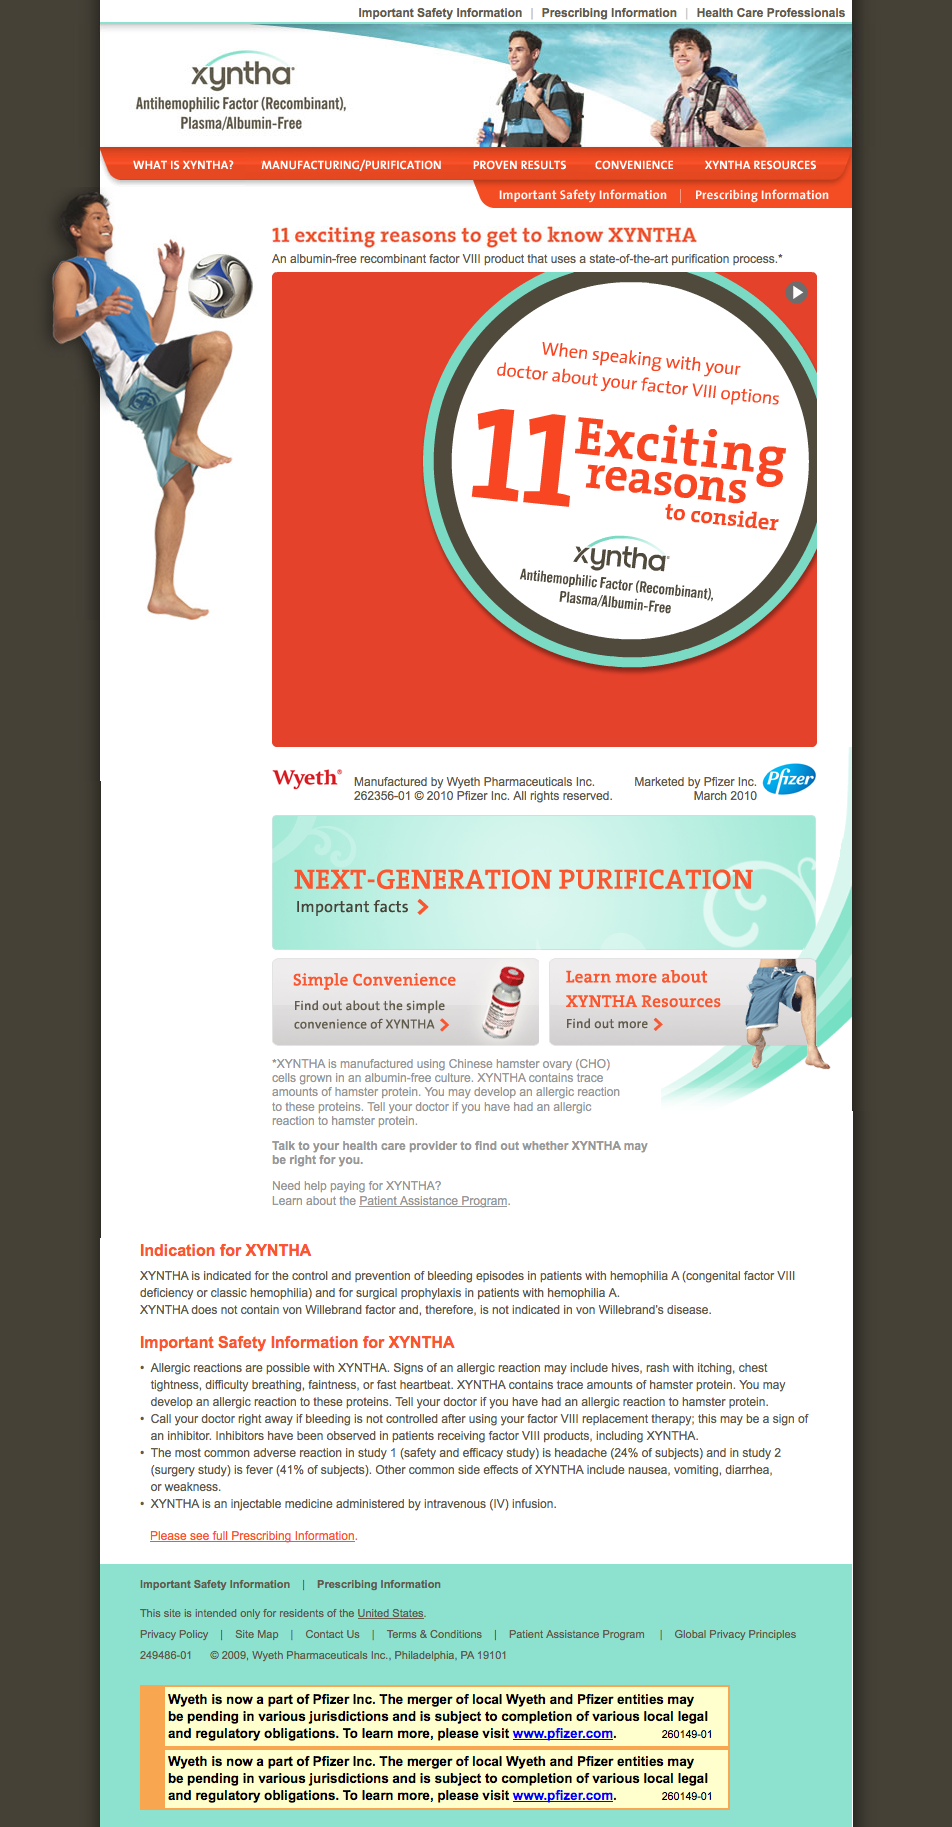 Important Safety Information | Prescribing Information | Health Care Professionals
xyntha®
Antihemophilic Factor (Recombinant),
Plasma/Albumin-Free
WHAT IS XYNTHA? MANUFACTURING/PURIFICATION PROVEN RESULTS CONVENIENCE XYNTHA RESOURCES
Important Safety Information | Prescribing Information
11 exciting reasons to get to know XYNTHA
An albumin-free recombinant factor VIII product that uses a state-of-the-art purification process.*
When speaking with your
doctor about your factor VIII options
11 Exciting
reasons
to consider
xyntha®
Antihemophilic Factor (Recombinant),
Plasma/Albumin-Free
Wyeth® Manufactured by Wyeth Pharmaceuticals Inc. Marketed by Pfizer Inc. Pfizer
262356-01 © 2010 Pfizer Inc. All rights reserved. March 2010
NEXT-GENERATION PURIFICATION
Important facts
Simple Convenience
Find out about the simple
convenience of XYNTHA
Learn more about
XYNTHA Resources
Find out more
*XYNTHA is manufactured using Chinese hamster ovary (CHO)
cells grown in an albumin-free culture. XYNTHA contains trace
amounts of hamster protein. You may develop an allergic reaction
to these proteins. Tell your doctor if you have had an allergic
reaction to hamster protein.
Talk to your health care provider to find out whether XYNTHA may
be right for you.
Need help paying for XYNTHA?
Learn about the Patient Assistance Program.
Indication for XYNTHA
XYNTHA is indicated for the control and prevention of bleeding episodes in patients with hemophilia A (congenital factor VIII
deficiency or classic hemophilia) and for surgical prophylaxis in patients with hemophilia A.
XYNTHA does not contain von Willebrand factor and, therefore, is not indicated in von Willebrand's disease.
Important Safety Information for XYNTHA
• Allergic reactions are possible with XYNTHA. Signs of an allergic reaction may include hives, rash with itching, chest
tightness, difficulty breathing, faintness, or fast heartbeat. XYNTHA contains trace amounts of hamster protein. You may
develop an allergic reaction to these proteins. Tell your doctor if you have had an allergic reaction to hamster protein.
• Call your doctor right away if bleeding is not controlled after using your factor VIII replacement therapy; this may be a sign of
an inhibitor. Inhibitors have been observed in patients receiving factor VIII products, including XYNTHA.
• The most common adverse reaction in study 1 (safety and efficacy study) is headache (24% of subjects) and in study 2
(surgery study) is fever (41% of subjects). Other common side effects of XYNTHA include nausea, vomiting, diarrhea,
or weakness.
• XYNTHA is an injectable medicine administered by intravenous (IV) infusion.
Please see full Prescribing Information.
Important Safety Information | Prescribing Information
This site is intended only for residents of the United States.
Privacy Policy | Site Map | Contact Us | Terms & Conditions | Patient Assistance Program | Global Privacy Principles
249486-01 © 2009, Wyeth Pharmaceuticals Inc., Philadelphia, PA 19101
Wyeth is now a part of Pfizer Inc. The merger of local Wyeth and Pfizer entities may
be pending in various jurisdictions and is subject to completion of various local legal
and regulatory obligations. To learn more, please visit www.pfizer.com. 260149-01
Wyeth is now a part of Pfizer Inc. The merger of local Wyeth and Pfizer entities may
be pending in various jurisdictions and is subject to completion of various local legal
and regulatory obligations. To learn more, please visit www.pfizer.com. 260149-01